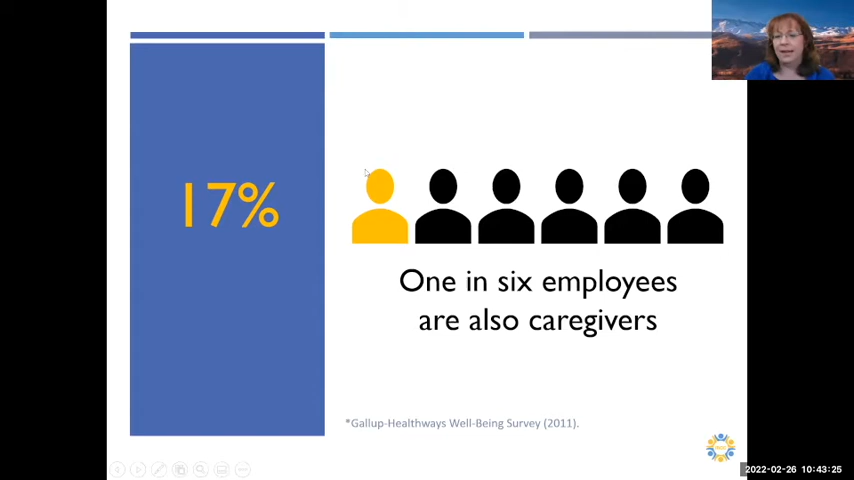 17%
One in six employees
are also caregivers
*Gallup-Healthways Well-Being Survey (2011).
2022-02-26 10:43:25